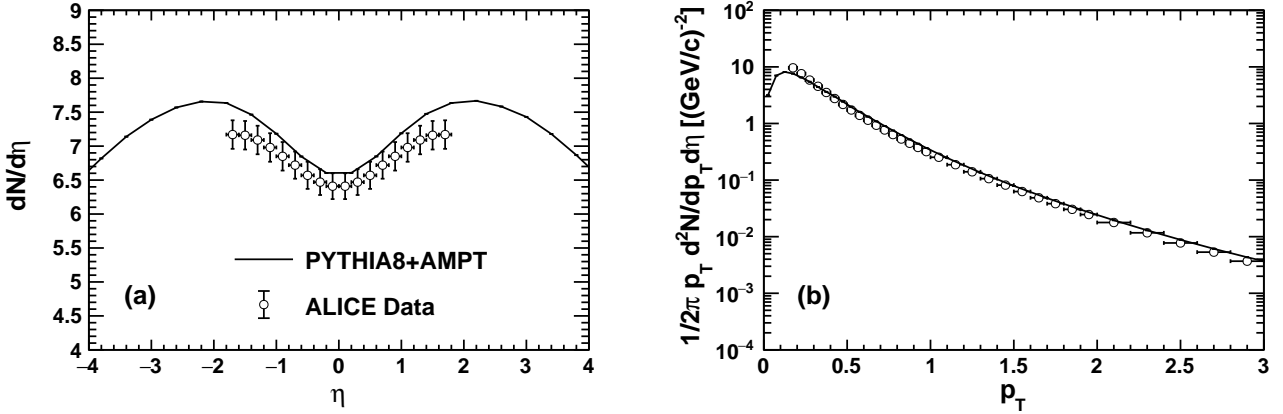 9
8.5
8
7.5
7
6.5
6
5.5
5
4.5
4
dN/dη
PYTHIA8+AMPT
ALICE Data
(a)
−4 −3 −2 −1 0 1 2 3 4
η
10²
10
1
10⁻¹
10⁻²
10⁻³
10⁻⁴
1/2π p_T d²N/dp_T dη [(GeV/c)⁻²]
(b)
0 0.5 1 1.5 2 2.5 3
p_T